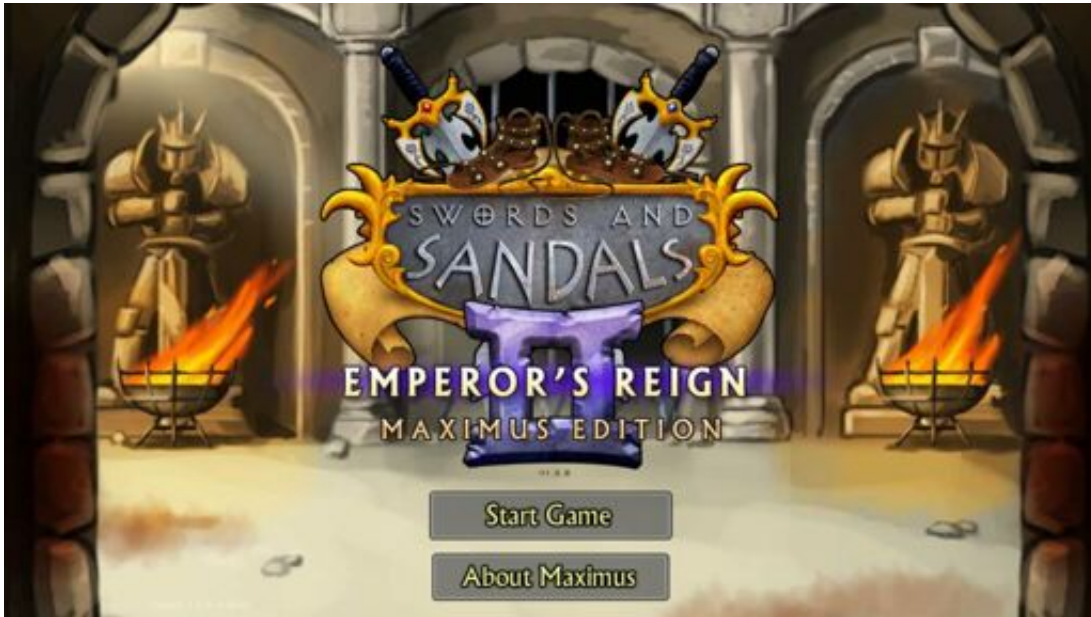 SWORDS AND
SANDALS
II
EMPEROR'S REIGN
MAXIMUS EDITION
Start Game
About Maximus